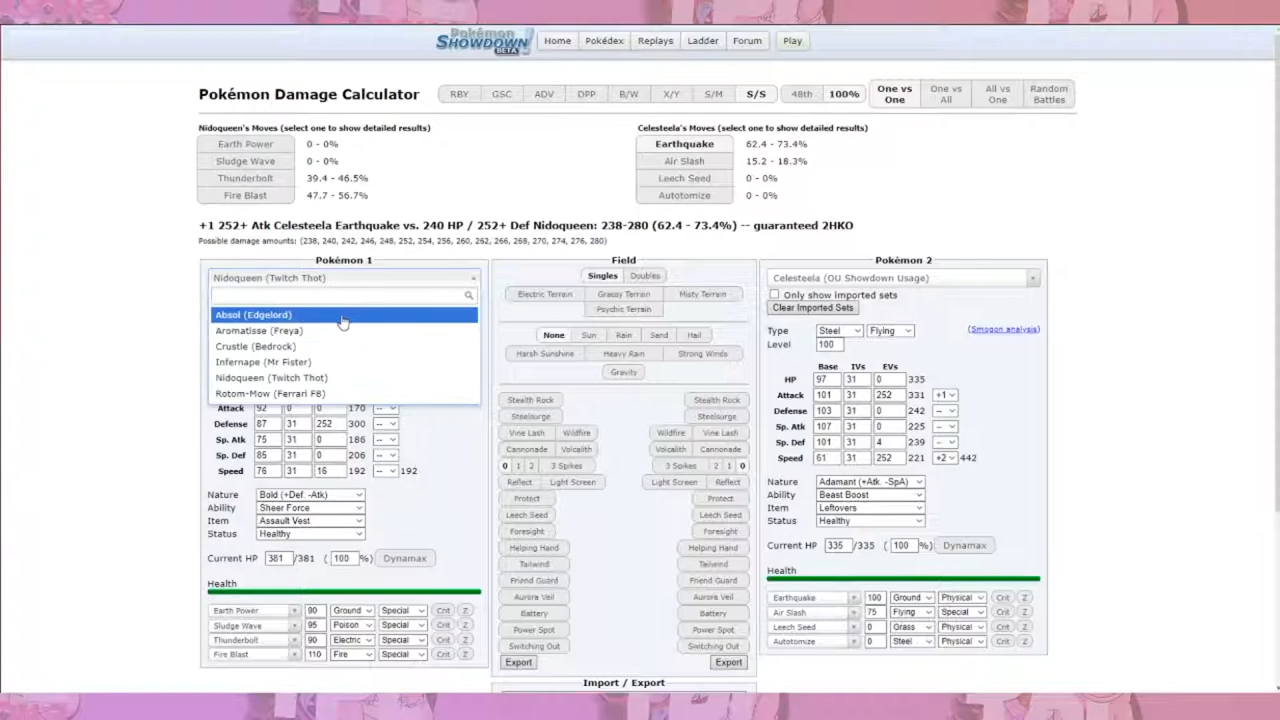 Pokémon
SHOWDOWN
BETA
Home Pokédex Replays Ladder Forum Play
Pokémon Damage Calculator
RBY GSC ADV DPP B/W X/Y S/M S/S 48th 100%
One vs One
One vs All
All vs One
Random Battles
Nidoqueen's Moves (select one to show detailed results)
Earth Power 0 - 0%
Sludge Wave 0 - 0%
Thunderbolt 39.4 - 46.5%
Fire Blast 47.7 - 56.7%
Celesteela's Moves (select one to show detailed results)
Earthquake 62.4 - 73.4%
Air Slash 15.2 - 18.3%
Leech Seed 0 - 0%
Autotomize 0 - 0%
+1 252+ Atk Celesteela Earthquake vs. 240 HP / 252+ Def Nidoqueen: 238-280 (62.4 - 73.4%) -- guaranteed 2HKO
Possible damage amounts: (238, 240, 242, 246, 248, 252, 254, 256, 260, 262, 266, 268, 270, 274, 276, 280)
Pokémon 1
Nidoqueen (Twitch Thot)
Absol (Edgelord)
Aromatisse (Freya)
Crustle (Bedrock)
Infernape (Mr Fister)
Nidoqueen (Twitch Thot)
Rotom-Mow (Ferrari F8)
Attack 92 0 0 170 --
Defense 87 31 252 300 --
Sp. Atk 75 31 0 186 --
Sp. Def 85 31 0 206 --
Speed 76 31 16 192 -- 192
Nature Bold (+Def. -Atk)
Ability Sheer Force
Item Assault Vest
Status Healthy
Current HP 381 /381 ( 100 %) Dynamax
Health
Earth Power 90 Ground Special Crit Z
Sludge Wave 95 Poison Special Crit Z
Thunderbolt 90 Electric Special Crit Z
Fire Blast 110 Fire Special Crit Z
Field
Singles Doubles
Electric Terrain Grassy Terrain Misty Terrain
Psychic Terrain
None Sun Rain Sand Hail
Harsh Sunshine Heavy Rain Strong Winds
Gravity
Stealth Rock Stealth Rock
Steelsurge Steelsurge
Vine Lash Wildfire Wildfire Vine Lash
Cannonade Volcalith Volcalith Cannonade
0 1 2 3 Spikes 3 Spikes 2 1 0
Reflect Light Screen Light Screen Reflect
Protect Protect
Leech Seed Leech Seed
Foresight Foresight
Helping Hand Helping Hand
Tailwind Tailwind
Friend Guard Friend Guard
Aurora Veil Aurora Veil
Battery Battery
Power Spot Power Spot
Switching Out Switching Out
Export Export
Import / Export
Pokémon 2
Celesteela (OU Showdown Usage)
Only show imported sets
Clear Imported Sets
Type Steel Flying (Smogon analysis)
Level 100
Base IVs EVs
HP 97 31 0 335
Attack 101 31 252 331 +1
Defense 103 31 0 242 --
Sp. Atk 107 31 0 225 --
Sp. Def 101 31 4 239 --
Speed 61 31 252 221 +2 442
Nature Adamant (+Atk. -SpA)
Ability Beast Boost
Item Leftovers
Status Healthy
Current HP 335 /335 ( 100 %) Dynamax
Health
Earthquake 100 Ground Physical Crit Z
Air Slash 75 Flying Special Crit Z
Leech Seed 0 Grass Physical Crit Z
Autotomize 0 Steel Physical Crit Z